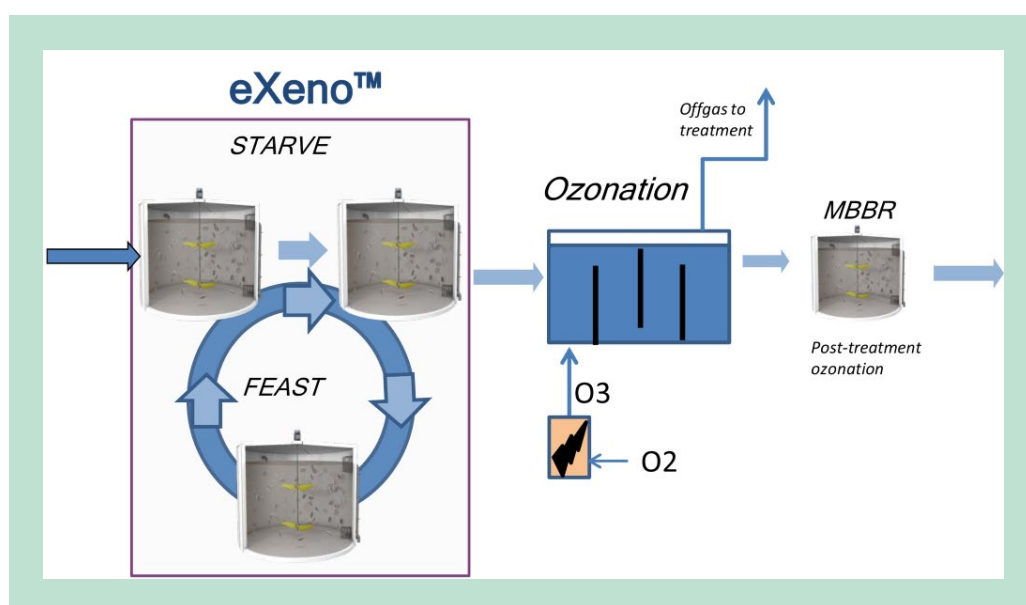 eXeno™
STARVE
FEAST
Offgas to
treatment
Ozonation
O3
O2
MBBR
Post-treatment
ozonation